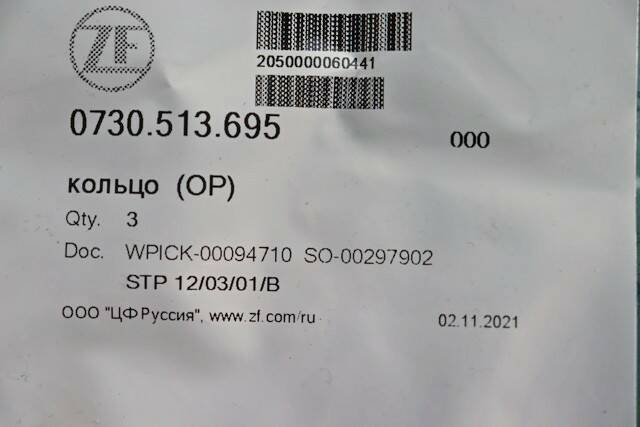 ZF
2050000060441
0730.513.695
000
кольцо (OP)
Qty. 3
Doc. WPICK-00094710 SO-00297902
STP 12/03/01/B
ООО "ЦФ Руссия", www.zf.com/ru
02.11.2021